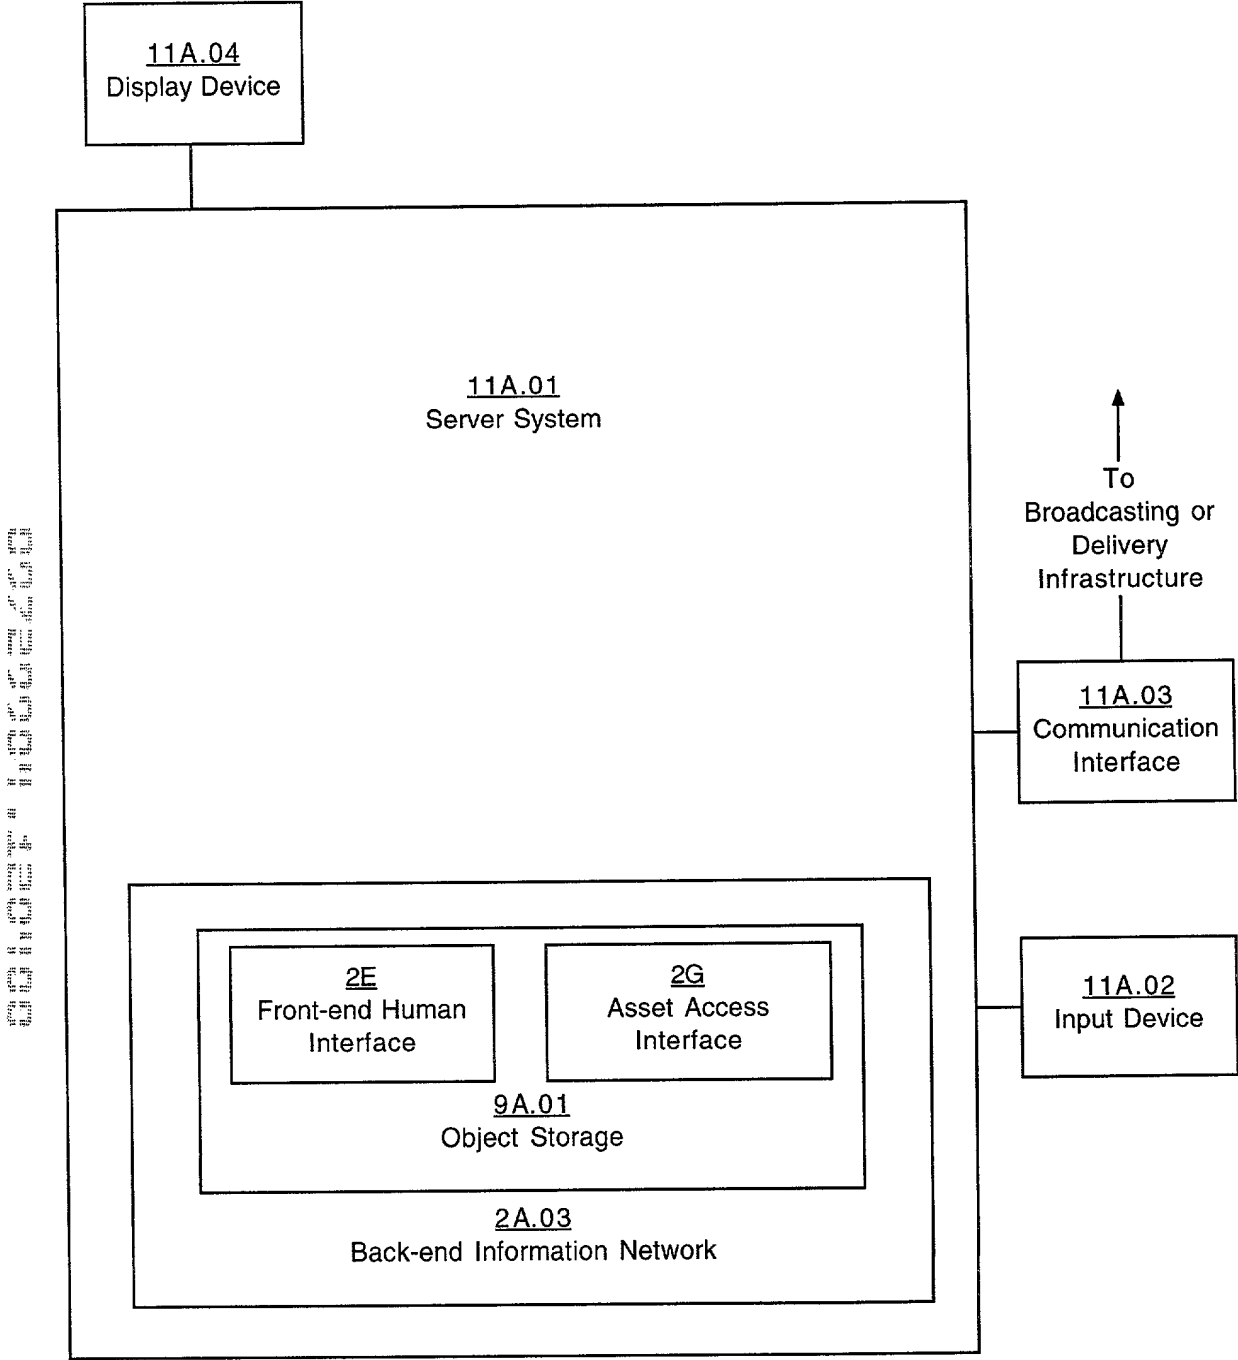 11A.04
Display Device
11A.01
Server System
To
Broadcasting or
Delivery
Infrastructure
11A.03
Communication
Interface
2E
Front-end Human
Interface
2G
Asset Access
Interface
11A.02
Input Device
9A.01
Object Storage
2A.03
Back-end Information Network